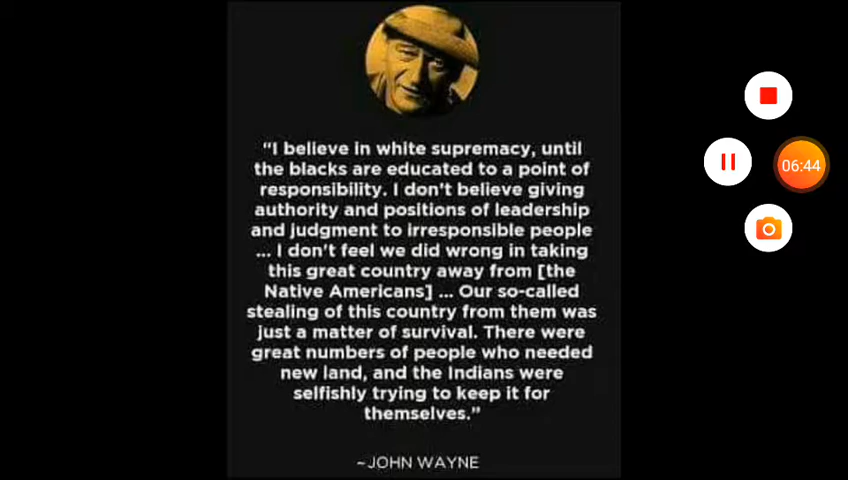 “I believe in white supremacy, until
the blacks are educated to a point of
responsibility. I don't believe giving
authority and positions of leadership
and judgment to irresponsible people
... I don't feel we did wrong in taking
this great country away from [the
Native Americans] ... Our so-called
stealing of this country from them was
just a matter of survival. There were
great numbers of people who needed
new land, and the Indians were
selfishly trying to keep it for
themselves.”
~JOHN WAYNE
06:44